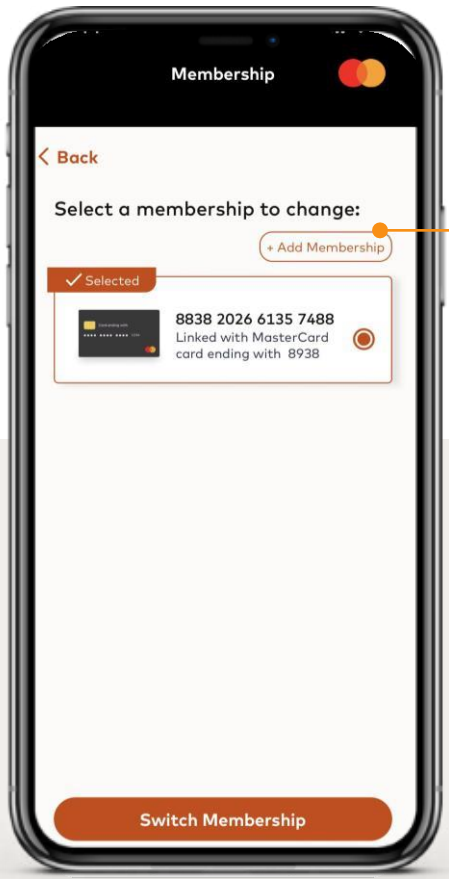 Membership
Back
Select a membership to change:
+ Add Membership
Selected
8838 2026 6135 7488
Linked with MasterCard
card ending with 8938
Switch Membership